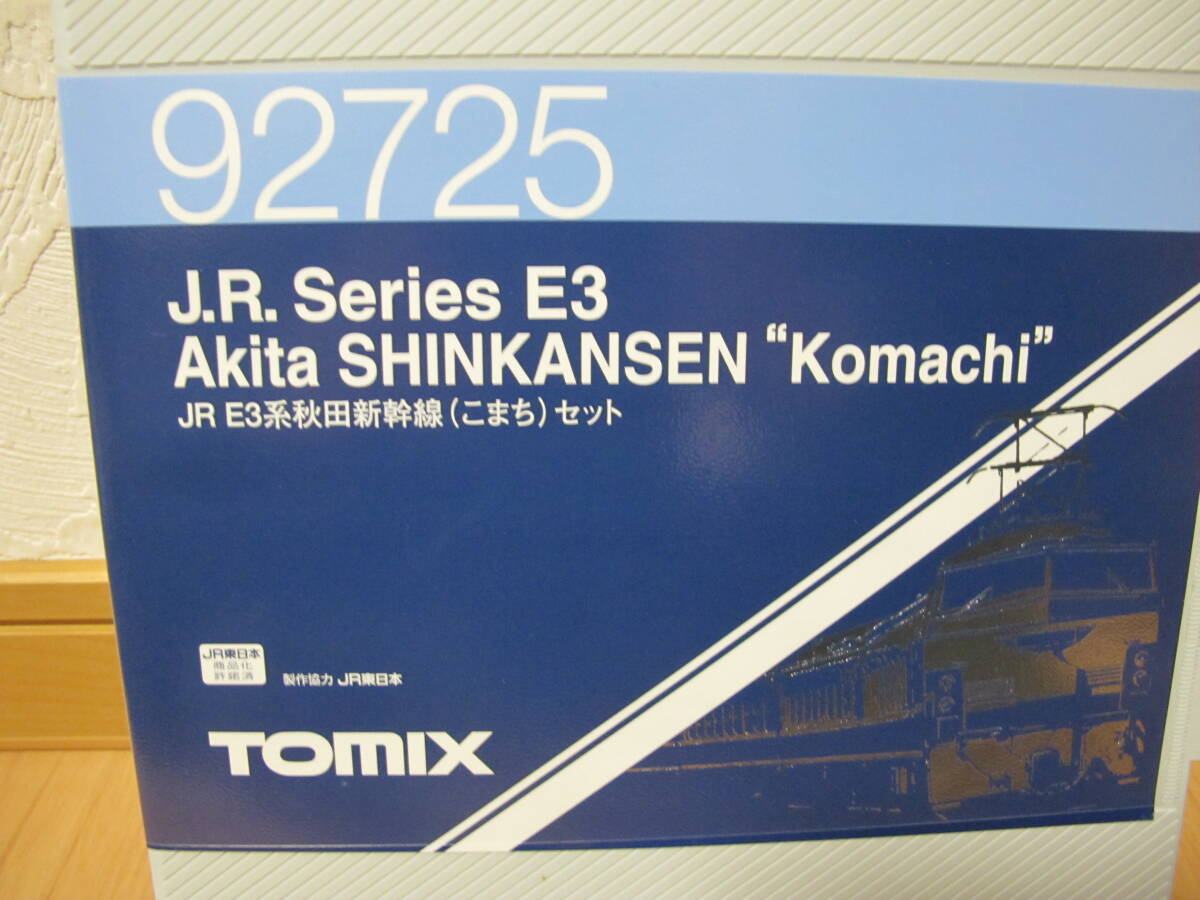 92725
J.R. Series E3
Akita SHINKANSEN “Komachi”
JR E3系秋田新幹線(こまち)セット
JR東日本
商品化
許諾済
製作協力 JR東日本
TOMIX